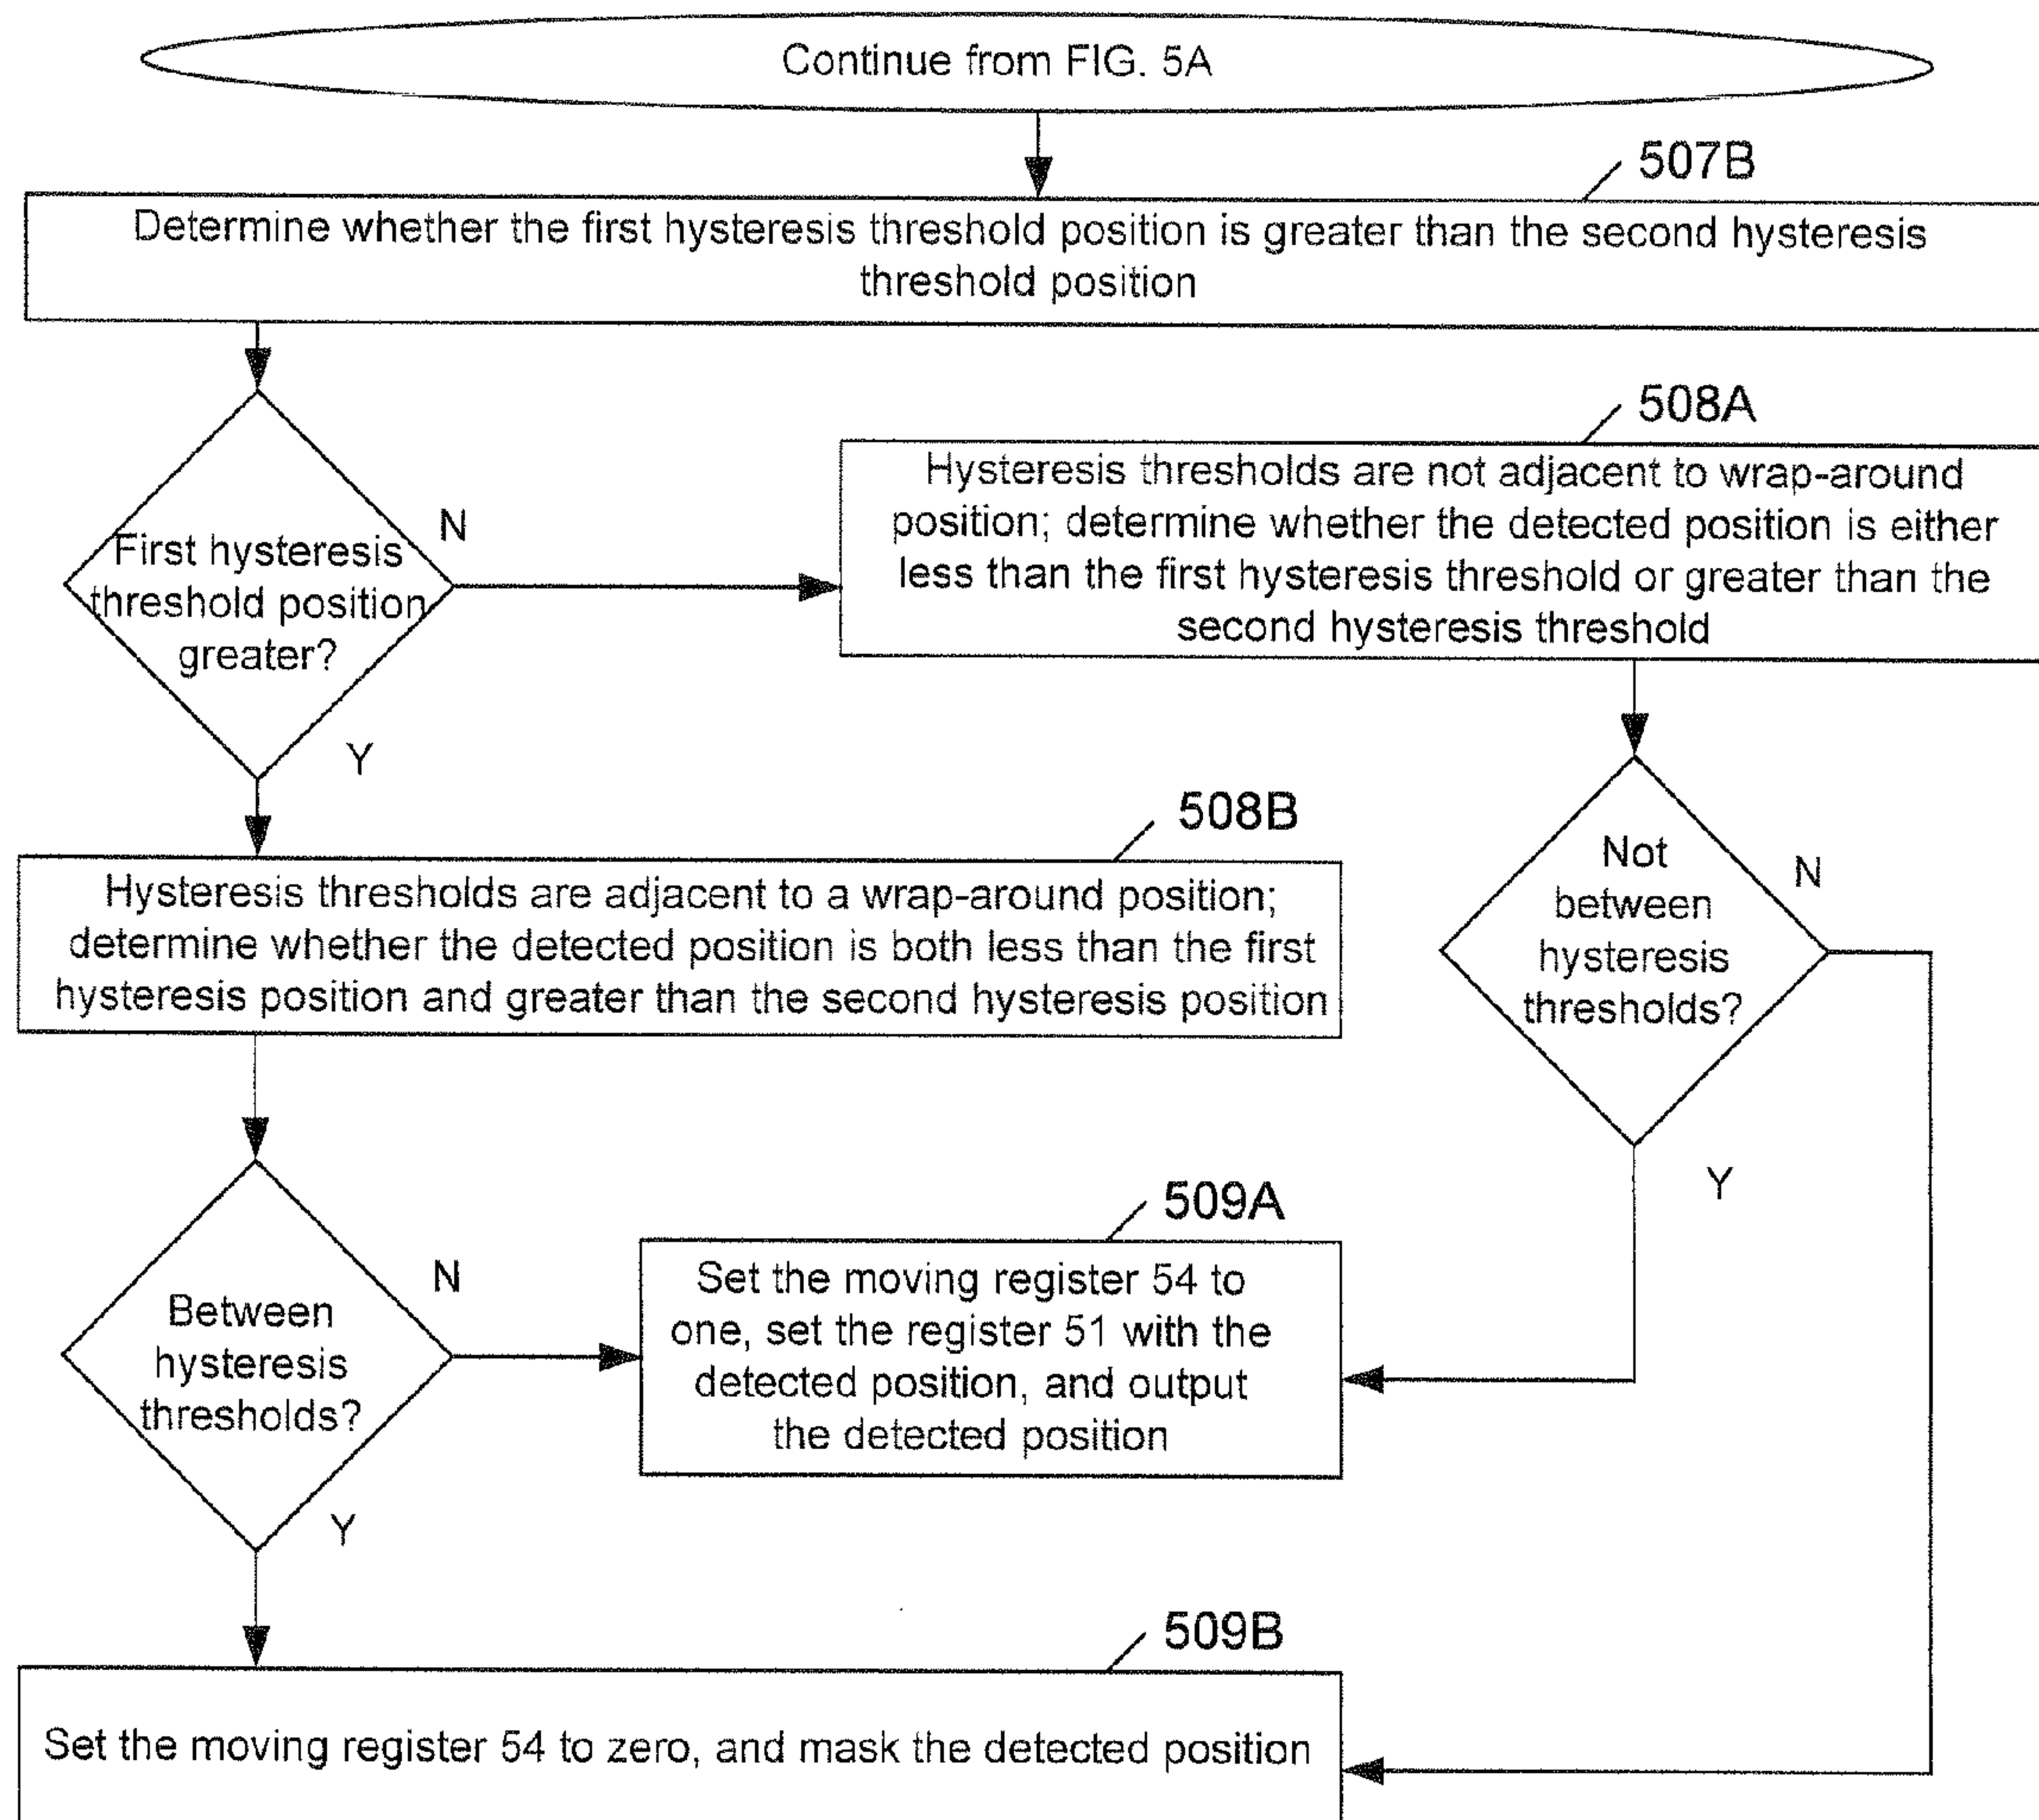 Continue from FIG. 5A
507B
Determine whether the first hysteresis threshold position is greater than the second hysteresis
threshold position
508A
Hysteresis thresholds are not adjacent to wrap-around
position; determine whether the detected position is either
less than the first hysteresis threshold or greater than the
second hysteresis threshold
N
First hysteresis
threshold position
greater?
Y
508B
Hysteresis thresholds are adjacent to a wrap-around position;
determine whether the detected position is both less than the first
hysteresis position and greater than the second hysteresis position
Not
between
hysteresis
thresholds?
N
Y
509A
Set the moving register 54 to
one, set the register 51 with the
detected position, and output
the detected position
N
Between
hysteresis
thresholds?
Y
509B
Set the moving register 54 to zero, and mask the detected position